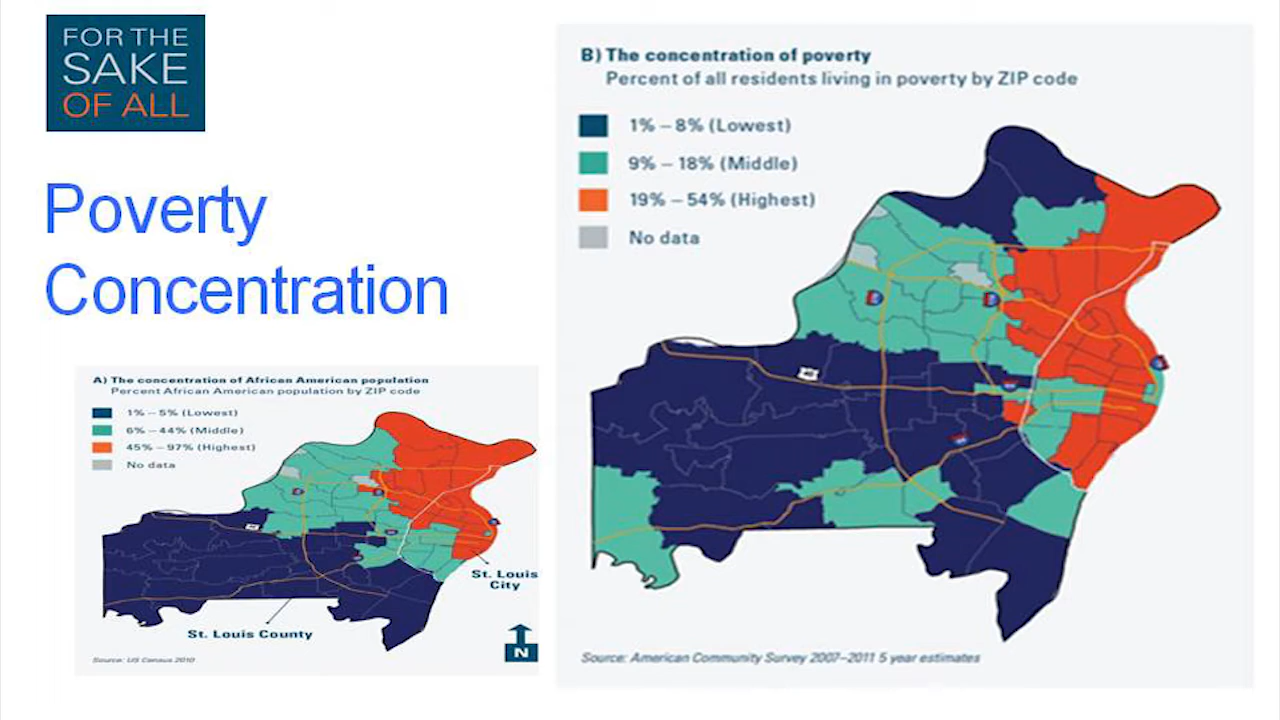 FOR THE
SAKE
OF ALL
Poverty
Concentration
A) The concentration of African American population
Percent African American population by ZIP code
1% – 5% (Lowest)
6% – 44% (Middle)
45% – 97% (Highest)
No data
St. Louis
City
St. Louis County
N
Source: US Census 2010
B) The concentration of poverty
Percent of all residents living in poverty by ZIP code
1% – 8% (Lowest)
9% – 18% (Middle)
19% – 54% (Highest)
No data
Source: American Community Survey 2007–2011 5 year estimates